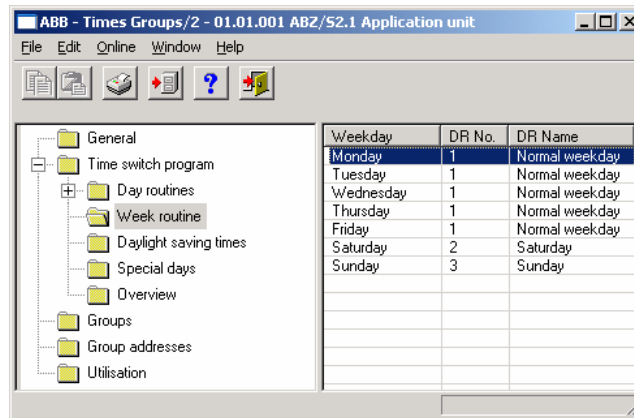 ABB - Times Groups/2 - 01.01.001 ABZ/S2.1 Application unit
File Edit Online Window Help
General
Time switch program
Day routines
Week routine
Daylight saving times
Special days
Overview
Groups
Group addresses
Utilisation
Weekday DR No. DR Name
Monday 1 Normal weekday
Tuesday 1 Normal weekday
Wednesday 1 Normal weekday
Thursday 1 Normal weekday
Friday 1 Normal weekday
Saturday 2 Saturday
Sunday 3 Sunday